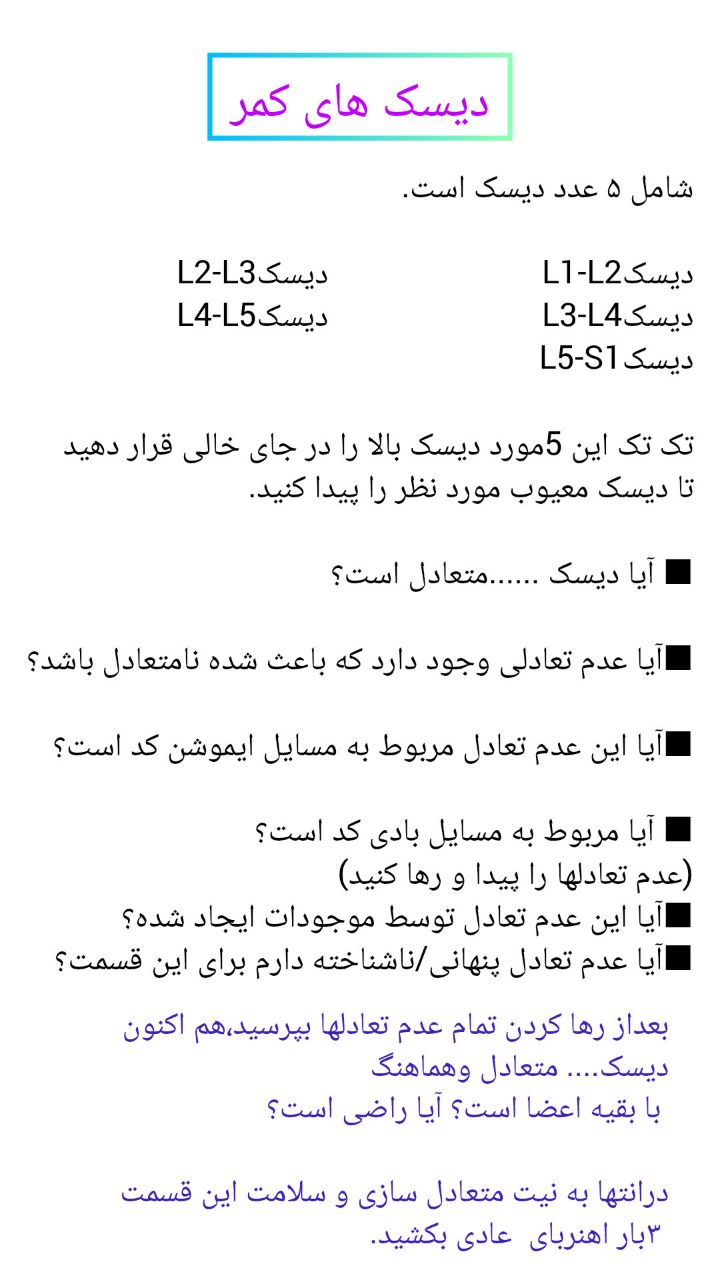 دیسک های کمر
شامل ۵ عدد دیسک است.
دیسکL1-L2 دیسکL2-L3
دیسکL3-L4 دیسکL4-L5
دیسکL5-S1
تک تک این 5مورد دیسک بالا را در جای خالی قرار دهید
تا دیسک معیوب مورد نظر را پیدا کنید.
■ آیا دیسک ......متعادل است؟
■آیا عدم تعادلی وجود دارد که باعث شده نامتعادل باشد؟
■آیا این عدم تعادل مربوط به مسایل ایموشن کد است؟
■ آیا مربوط به مسایل بادی کد است؟
(عدم تعادلها را پیدا و رها کنید)
■آیا این عدم تعادل توسط موجودات ایجاد شده؟
■آیا عدم تعادل پنهانی/ناشناخته دارم برای این قسمت؟
بعداز رها کردن تمام عدم تعادلها بپرسید،هم اکنون
دیسک.... متعادل وهماهنگ
با بقیه اعضا است؟ آیا راضی است؟
درانتها به نیت متعادل سازی و سلامت این قسمت
۳بار اهنربای عادی بکشید.